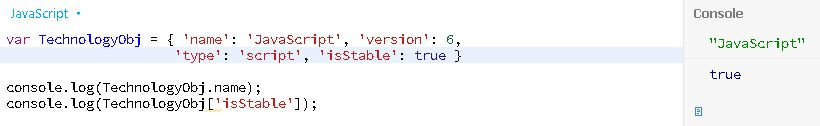 JavaScript
var TechnologyObj = { 'name': 'JavaScript', 'version': 6,
'type': 'script', 'isStable': true }
console.log(TechnologyObj.name);
console.log(TechnologyObj['isStable']);
Console
"JavaScript"
true